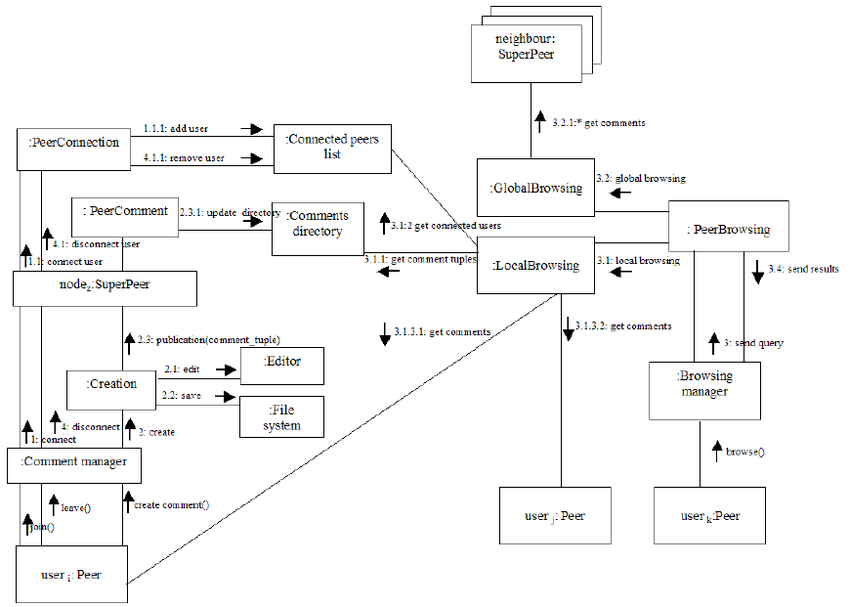 neighbour:
SuperPeer
3.2.1:* get comments
1.1.1: add user
:PeerConnection
:Connected peers
list
4.1.1: remove user
:GlobalBrowsing
3.2: global browsing
: PeerComment
2.3.1: update directory
:Comments
directory
3.1:2 get connected users
: PeerBrowsing
4.1: disconnect user
1.1: connect user
3.1.1: get comment tuples
:LocalBrowsing
3.1: local browsing
3.4: send results
node2:SuperPeer
2.3: publication(comment_tuple)
3.1.3.1: get comments
3.1.3.2: get comments
3: send query
:Creation
2.1: edit
:Editor
2.2: save
:File
system
:Browsing
manager
4: disconnect
1: connect
2: create
:Comment manager
browse()
leave()
create comment()
join()
user j: Peer
user k:Peer
user i: Peer